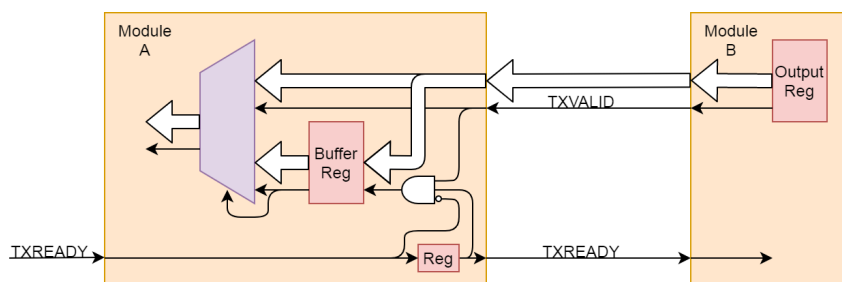 Module
A
Module
B
Output
Reg
TXVALID
Buffer
Reg
TXREADY
Reg
TXREADY